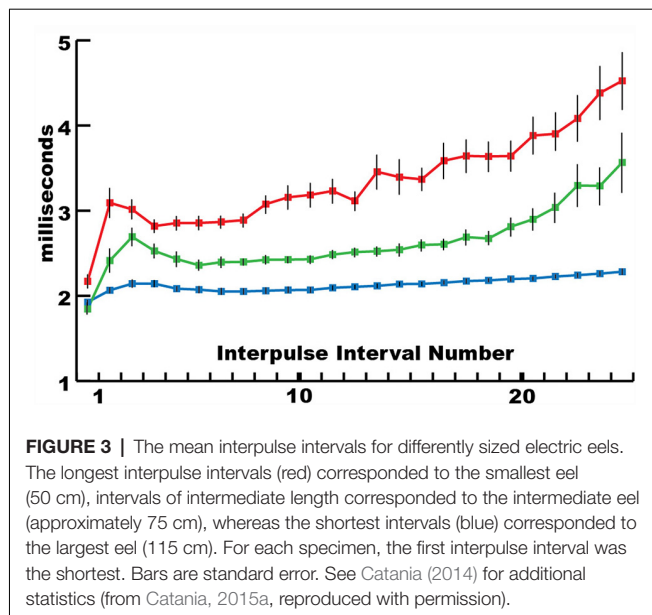 5
4
milliseconds
3
2
Interpulse Interval Number
1
1 10 20
FIGURE 3 | The mean interpulse intervals for differently sized electric eels.
The longest interpulse intervals (red) corresponded to the smallest eel
(50 cm), intervals of intermediate length corresponded to the intermediate eel
(approximately 75 cm), whereas the shortest intervals (blue) corresponded to
the largest eel (115 cm). For each specimen, the first interpulse interval was
the shortest. Bars are standard error. See Catania (2014) for additional
statistics (from Catania, 2015a, reproduced with permission).